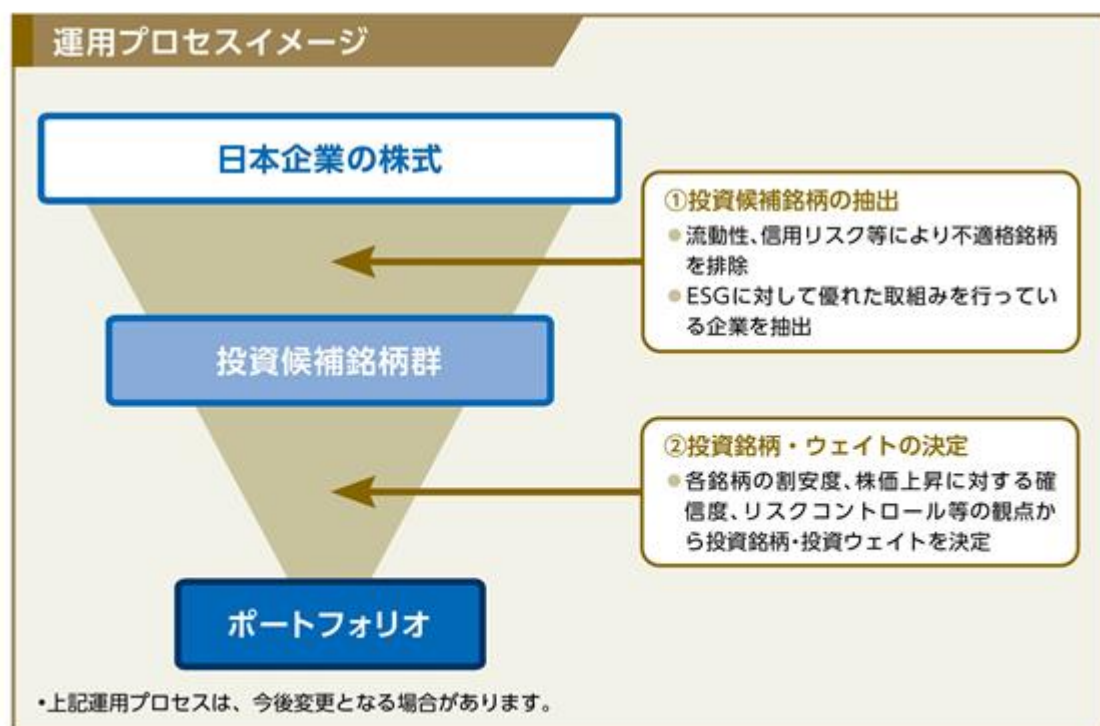 運用プロセスイメージ
日本企業の株式
①投資候補銘柄の抽出
●流動性、信用リスク等により不適格銘柄
を排除
●ESGに対して優れた取組みを行ってい
る企業を抽出
投資候補銘柄群
②投資銘柄・ウェイトの決定
●各銘柄の割安度、株価上昇に対する確
信度、リスクコントロール等の観点か
ら投資銘柄・投資ウェイトを決定
ポートフォリオ
•上記運用プロセスは、今後変更となる場合があります。